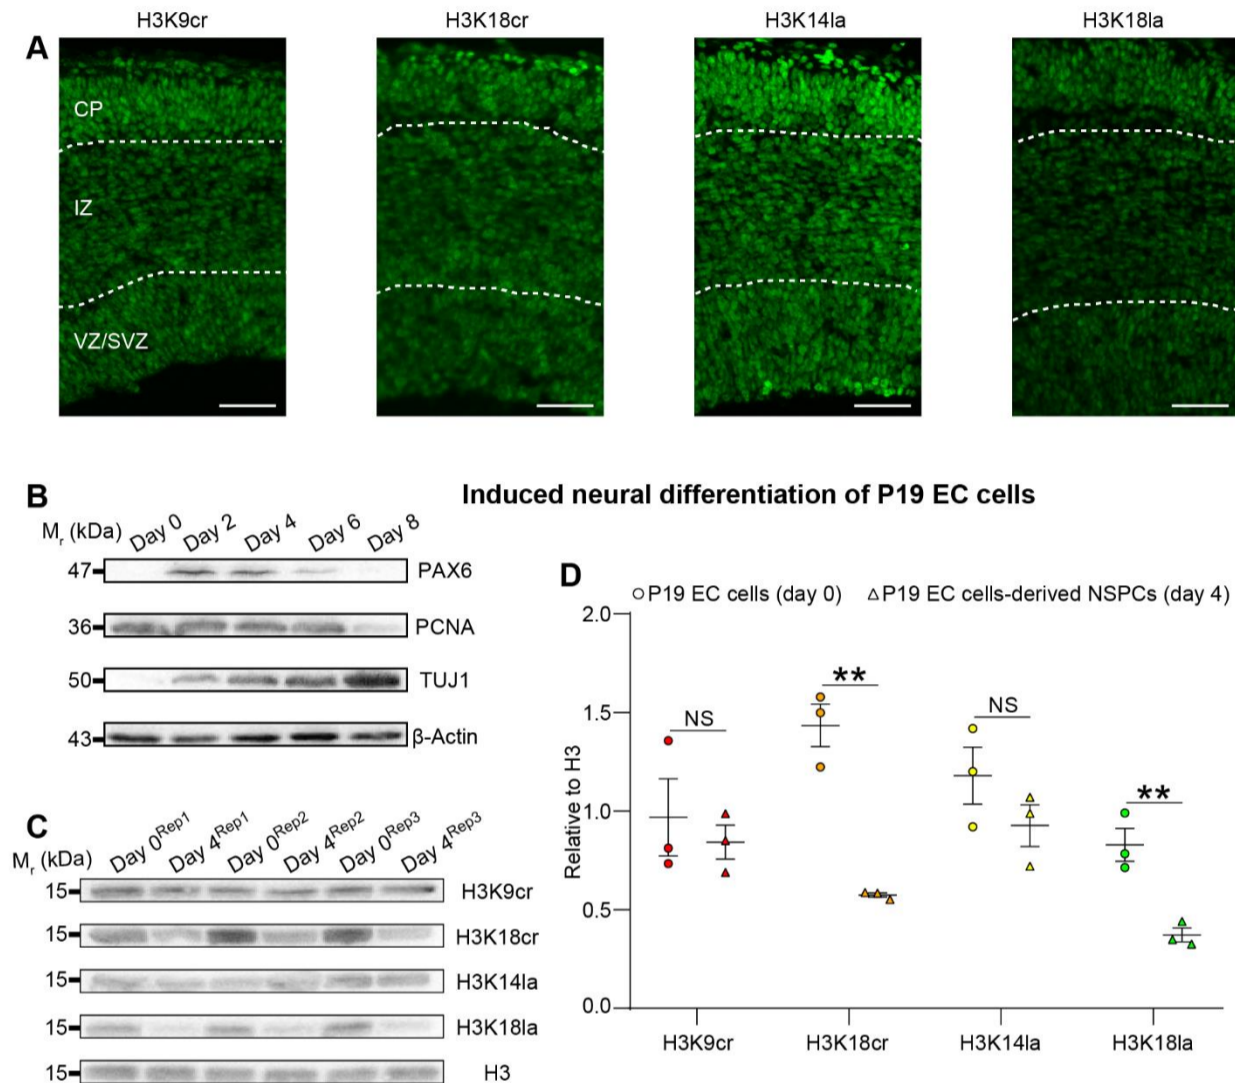 H3K9cr H3K18cr H3K14la H3K18la
A
CP
IZ
VZ/SVZ
B
Induced neural differentiation of P19 EC cells
Mr (kDa) Day 0 Day 2 Day 4 Day 6 Day 8
47 PAX6
36 PCNA
50 TUJ1
43 β-Actin
C
Mr (kDa) Day 0Rep1 Day 4Rep1 Day 0Rep2 Day 4Rep2 Day 0Rep3 Day 4Rep3
15 H3K9cr
15 H3K18cr
15 H3K14la
15 H3K18la
15 H3
D
P19 EC cells (day 0) P19 EC cells-derived NSPCs (day 4)
Relative to H3
2.0
1.5
1.0
0.5
0.0
NS
**
NS
**
H3K9cr H3K18cr H3K14la H3K18la